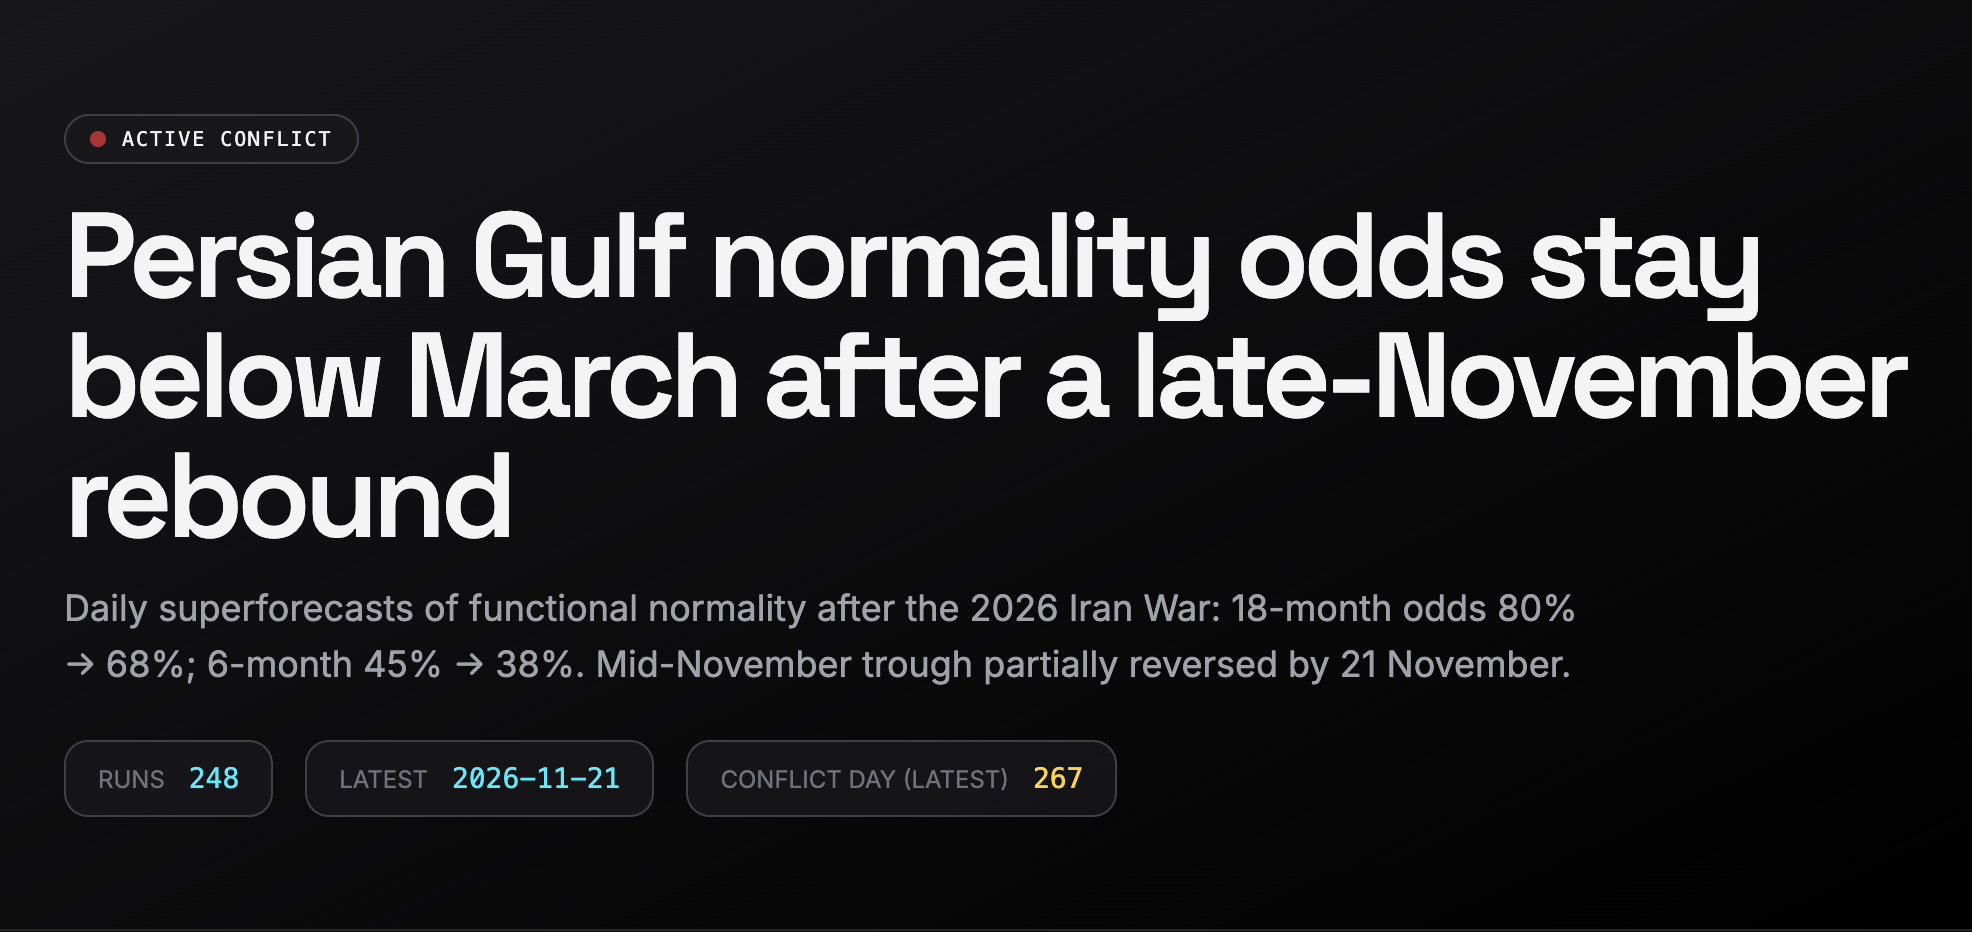 ACTIVE CONFLICT
Persian Gulf normality odds stay
below March after a late-November
rebound
Daily superforecasts of functional normality after the 2026 Iran War: 18-month odds 80%
→ 68%; 6-month 45% → 38%. Mid-November trough partially reversed by 21 November.
RUNS 248 LATEST 2026-11-21 CONFLICT DAY (LATEST) 267